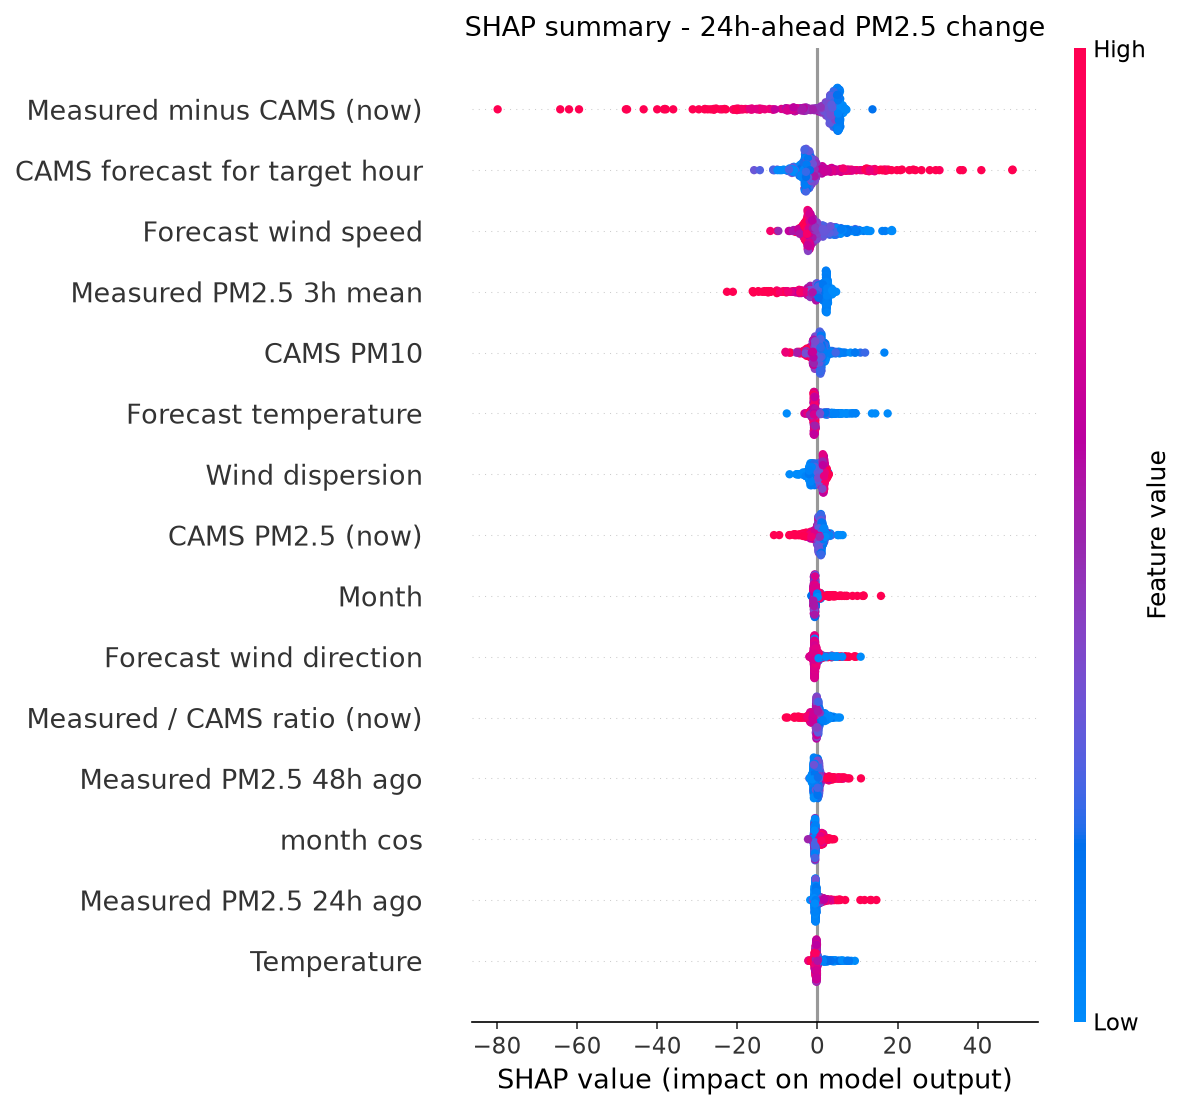 SHAP summary - 24h-ahead PM2.5 change
High
Measured minus CAMS (now)
CAMS forecast for target hour
Forecast wind speed
Measured PM2.5 3h mean
CAMS PM10
Forecast temperature
Wind dispersion
CAMS PM2.5 (now)
Month
Forecast wind direction
Measured / CAMS ratio (now)
Measured PM2.5 48h ago
month cos
Measured PM2.5 24h ago
Temperature
Feature value
Low
−80 −60 −40 −20 0 20 40
SHAP value (impact on model output)